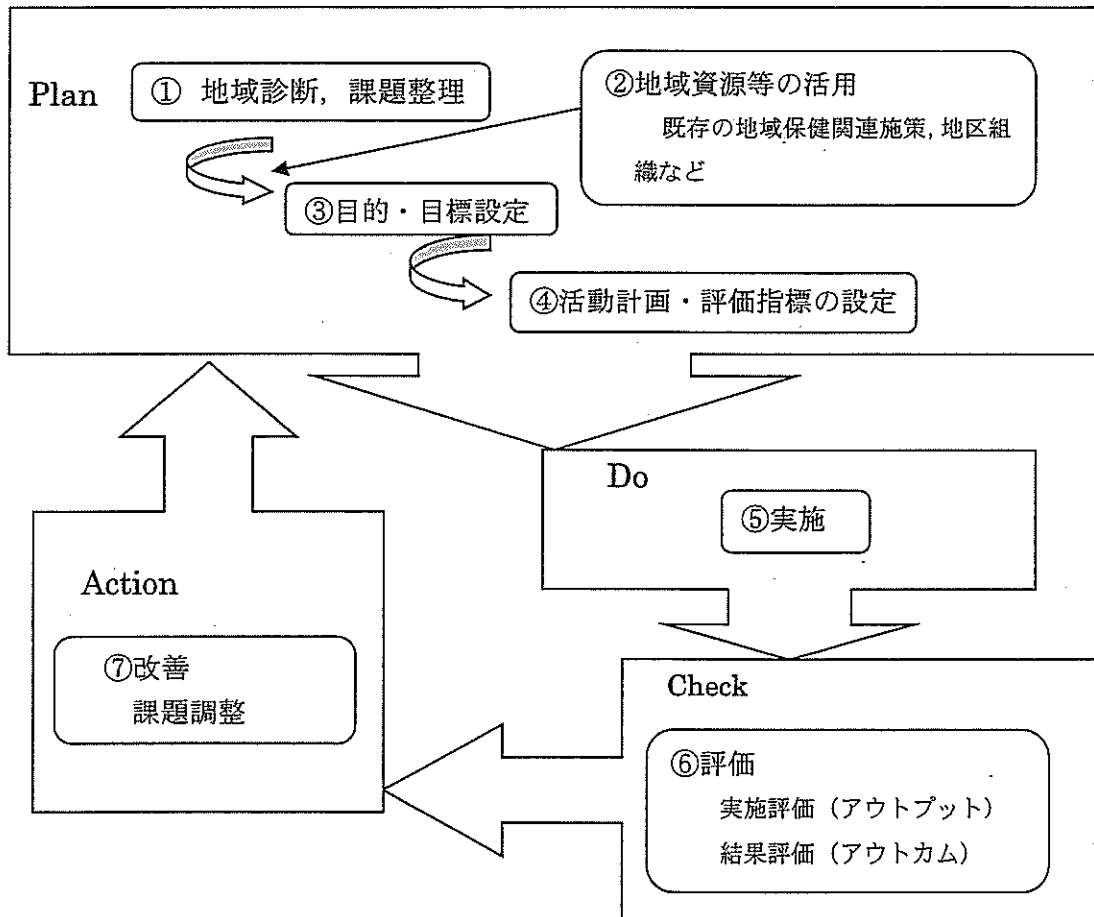 Plan
① 地域診断，課題整理
②地域資源等の活用
既存の地域保健関連施策，地区組
織など
③目的・目標設定
④活動計画・評価指標の設定
Do
⑤実施
Action
⑦改善
課題調整
Check
⑥評価
実施評価（アウトプット）
結果評価（アウトカム）